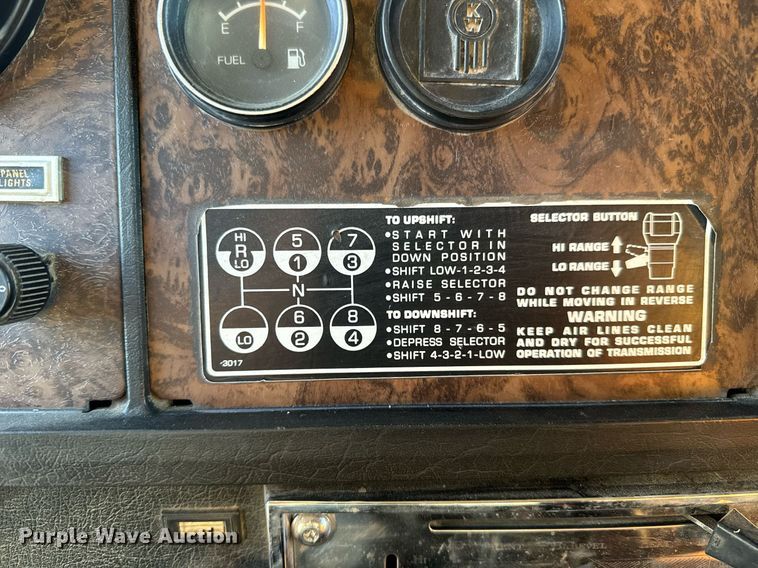 E F
FUEL
K
W
PANEL
LIGHTS
HI
R
LO
5
1
7
3
N
LO
6
2
8
4
-3017
TO UPSHIFT:
•START WITH
SELECTOR IN
DOWN POSITION
•SHIFT LOW-1-2-3-4
•RAISE SELECTOR
•SHIFT 5-6-7-8
TO DOWNSHIFT:
•SHIFT 8-7-6-5
•DEPRESS SELECTOR
•SHIFT 4-3-2-1-LOW
SELECTOR BUTTON
HI RANGE
LO RANGE
DO NOT CHANGE RANGE
WHILE MOVING IN REVERSE
WARNING
KEEP AIR LINES CLEAN
AND DRY FOR SUCCESSFUL
OPERATION OF TRANSMISSION
Purple Wave Auction